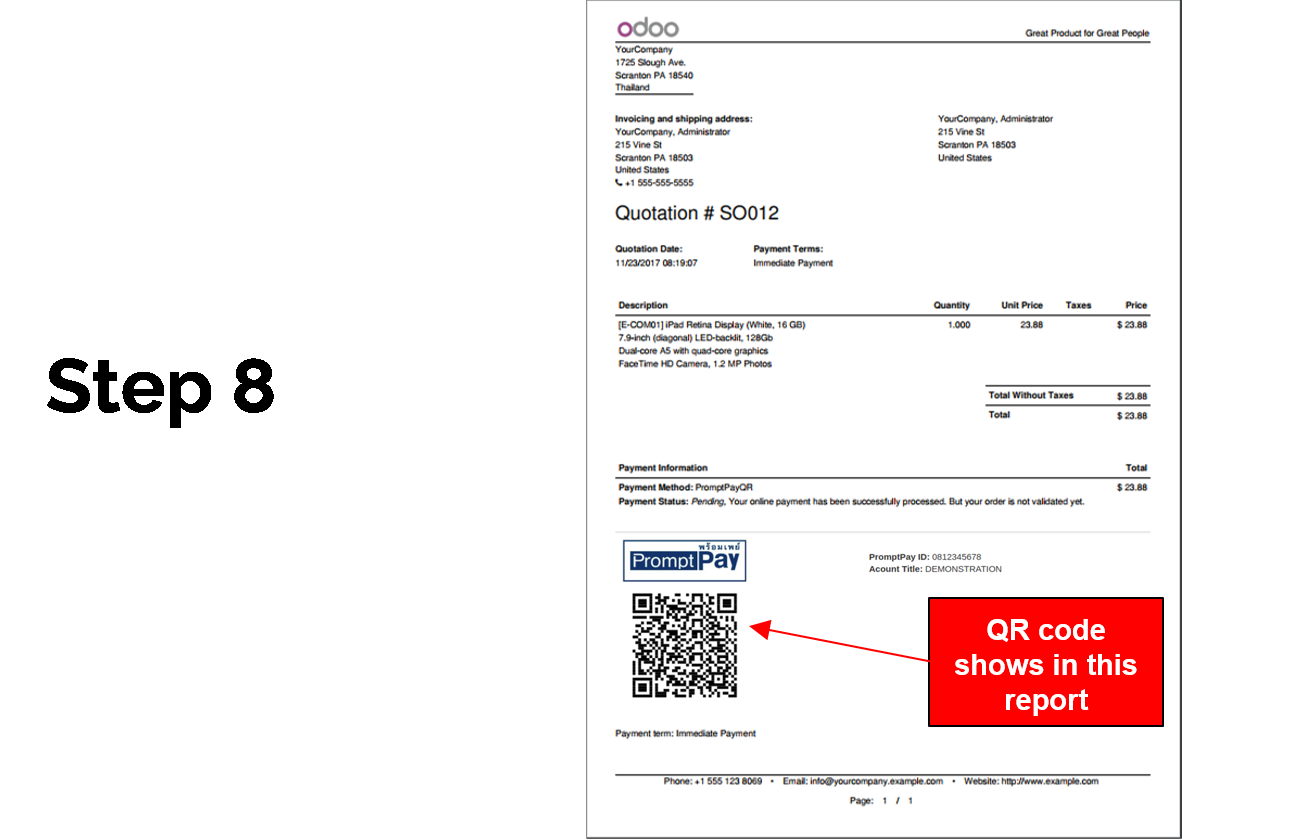 Step 8
odoo
Great Product for Great People
YourCompany
1725 Slough Ave.
Scranton PA 18540
Thailand
Invoicing and shipping address:
YourCompany, Administrator
215 Vine St
Scranton PA 18503
United States
+1 555-555-5555
YourCompany, Administrator
215 Vine St
Scranton PA 18503
United States
Quotation # SO012
Quotation Date:
11/23/2017 08:19:07
Payment Terms:
Immediate Payment
Description Quantity Unit Price Taxes Price
[E-COM01] iPad Retina Display (White, 16 GB) 1.000 23.88 $ 23.88
7.9-inch (diagonal) LED-backlit, 128Gb
Dual-core A5 with quad-core graphics
FaceTime HD Camera, 1.2 MP Photos
Total Without Taxes $ 23.88
Total $ 23.88
Payment Information Total
Payment Method: PromptPayQR $ 23.88
Payment Status: Pending, Your online payment has been successfully processed. But your order is not validated yet.
พร้อมเพย์
PromptPay
PromptPay ID: 0812345678
Acount Title: DEMONSTRATION
QR code
shows in this
report
Payment term: Immediate Payment
Phone: +1 555 123 8069 • Email: info@yourcompany.example.com • Website: http://www.example.com
Page: 1 / 1